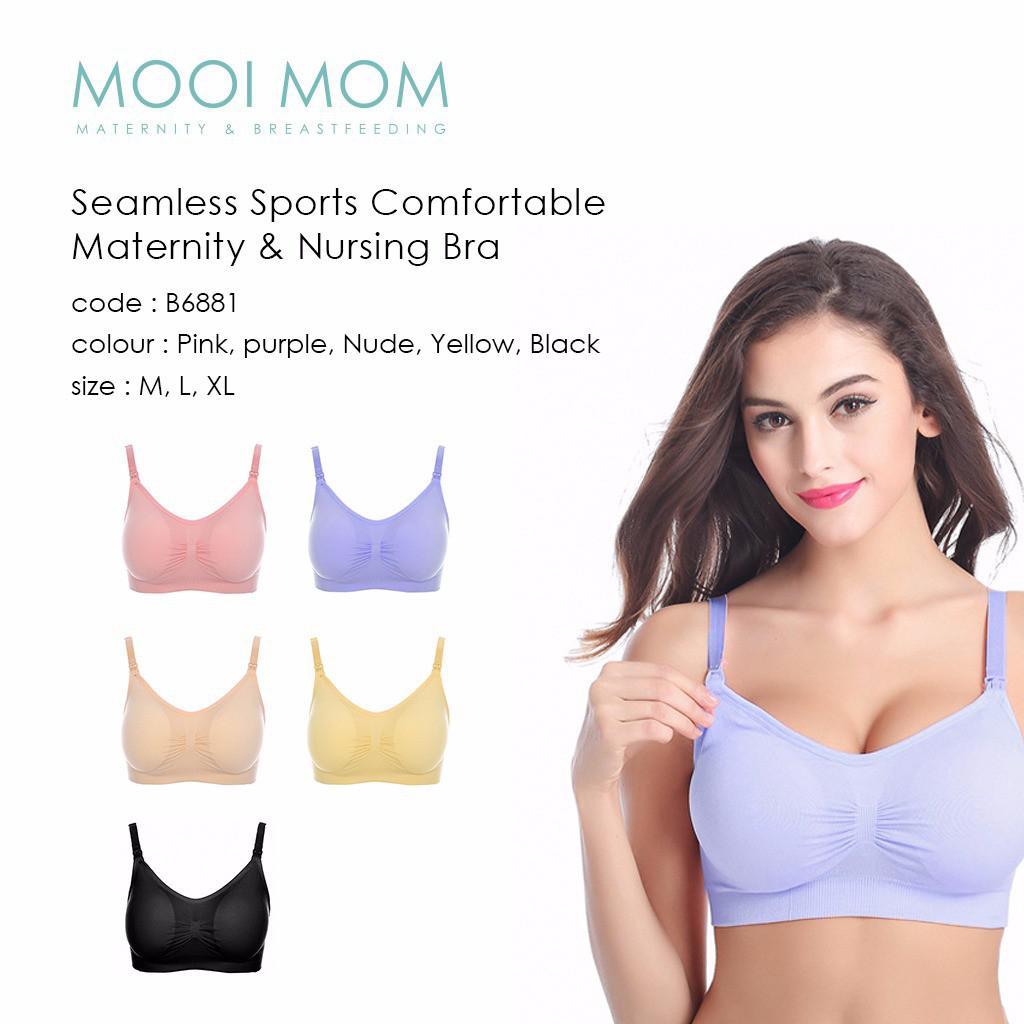 MOOI MOM
MATERNITY & BREASTFEEDING
Seamless Sports Comfortable
Maternity & Nursing Bra
code : B6881
colour : Pink, purple, Nude, Yellow, Black
size : M, L, XL